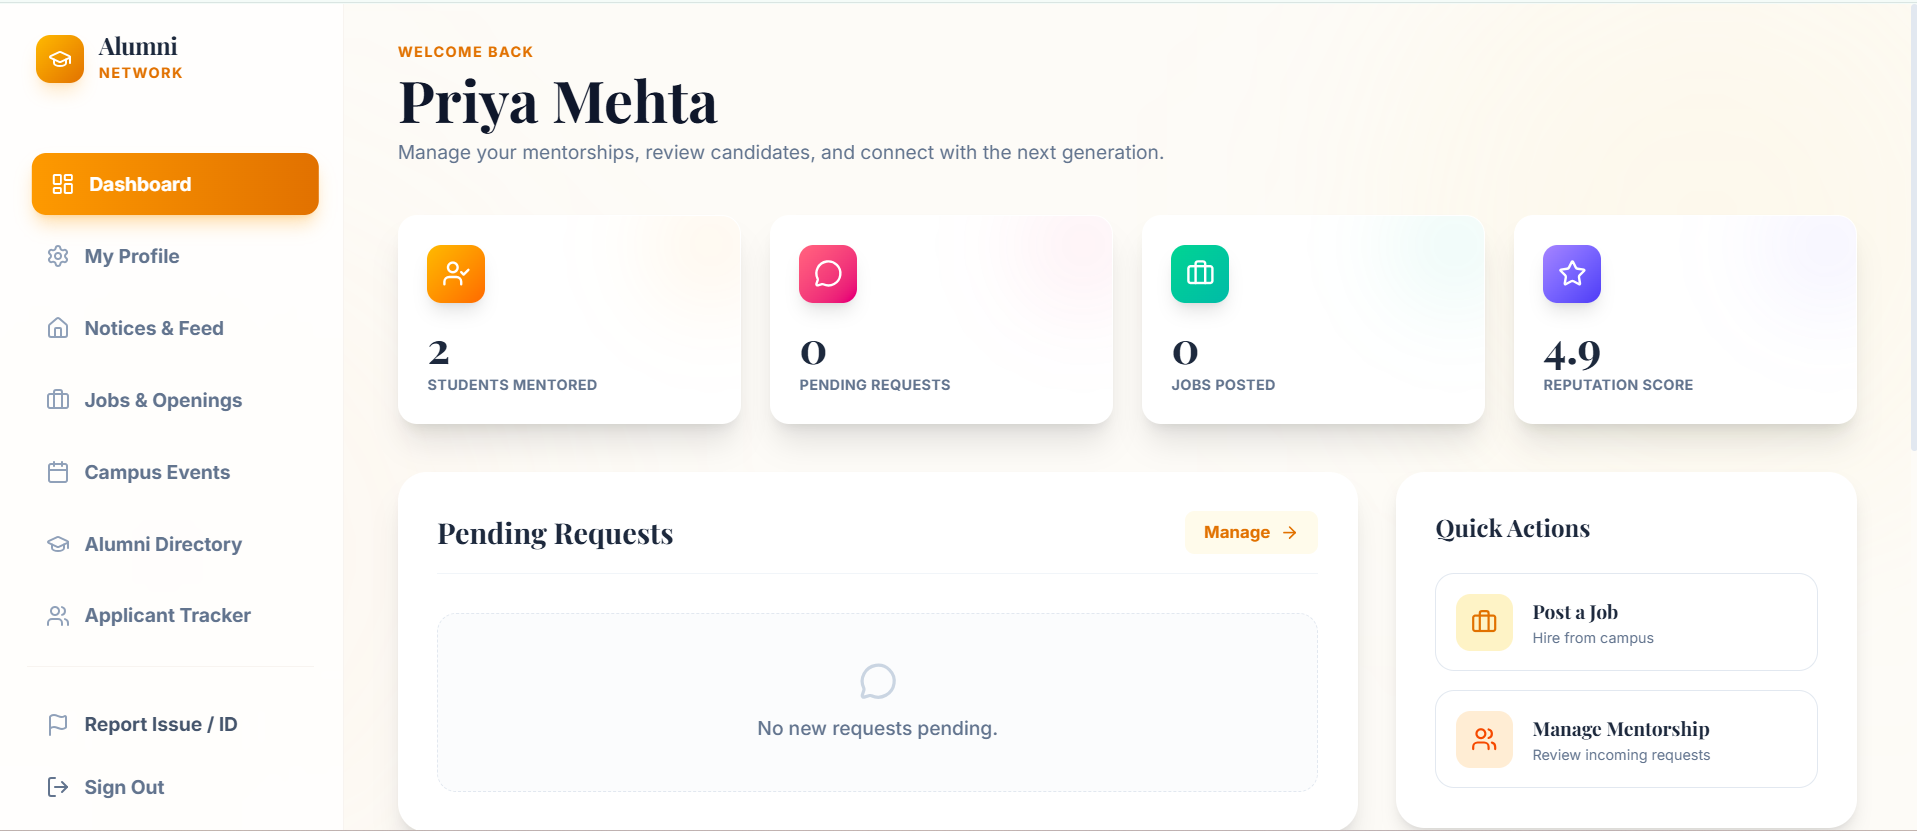 Alumni
NETWORK
Dashboard
My Profile
Notices & Feed
Jobs & Openings
Campus Events
Alumni Directory
Applicant Tracker
Report Issue / ID
Sign Out
WELCOME BACK
Priya Mehta
Manage your mentorships, review candidates, and connect with the next generation.
2
STUDENTS MENTORED
0
PENDING REQUESTS
0
JOBS POSTED
4.9
REPUTATION SCORE
Pending Requests
Manage →
No new requests pending.
Quick Actions
Post a Job
Hire from campus
Manage Mentorship
Review incoming requests